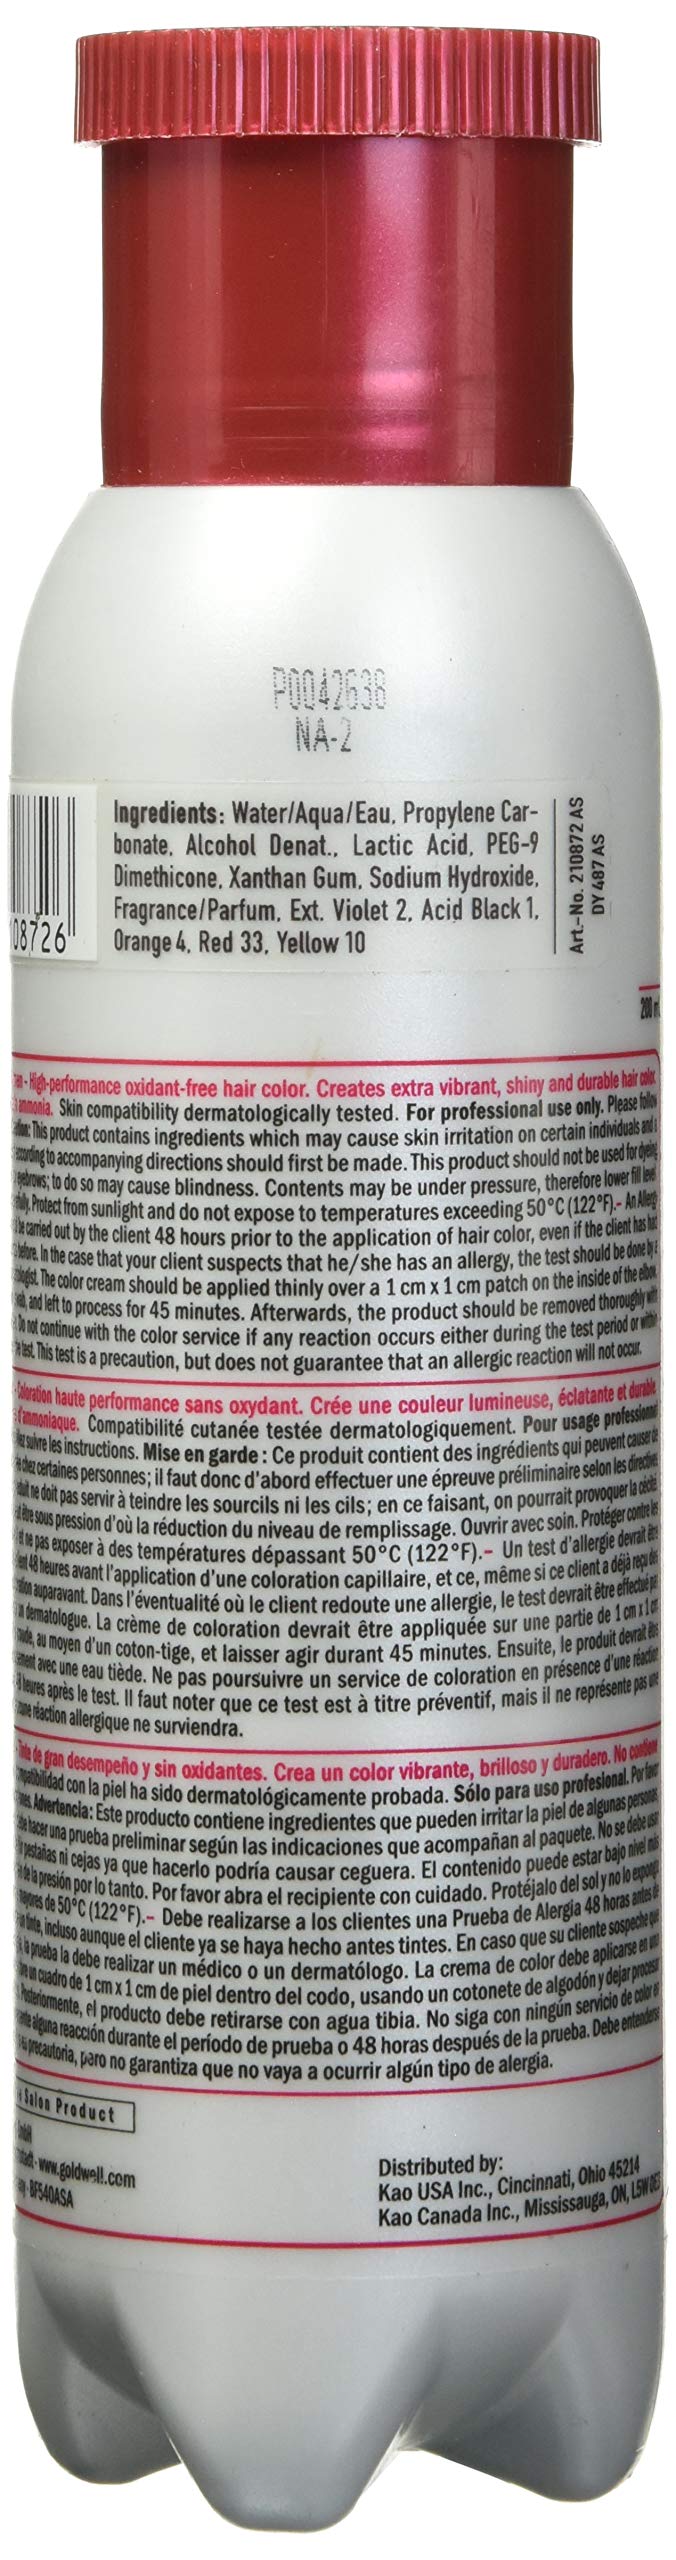 P0042638
NA-2
Ingredients: Water/Aqua/Eau, Propylene Car-
bonate, Alcohol Denat., Lactic Acid, PEG-9
Dimethicone, Xanthan Gum, Sodium Hydroxide,
Fragrance/Parfum, Ext. Violet 2, Acid Black 1,
Orange 4, Red 33, Yellow 10
Art.-No. 210872 AS
DY 487 AS
08726
200 m
- High-performance oxidant-free hair color. Creates extra vibrant, shiny and durable hair color.
ammonia. Skin compatibility dermatologically tested. For professional use only. Please follow
This product contains ingredients which may cause skin irritation on certain individuals and a
according to accompanying directions should first be made. This product should not be used for dyeing
to do so may cause blindness. Contents may be under pressure, therefore lower fill level
Protect from sunlight and do not expose to temperatures exceeding 50°C (122°F).- An Allergy
be carried out by the client 48 hours prior to the application of hair color, even if the client has had
before. In the case that your client suspects that he/she has an allergy, the test should be done by a
The color cream should be applied thinly over a 1 cm x 1 cm patch on the inside of the elbow,
and left to process for 45 minutes. Afterwards, the product should be removed thoroughly with
Do not continue with the color service if any reaction occurs either during the test period or within
test. This test is a precaution, but does not guarantee that an allergic reaction will not occur.
- Coloration haute performance sans oxydant. Crée une couleur lumineuse, éclatante et durable
d'ammoniaque. Compatibilité cutanée testée dermatologiquement. Pour usage professionnel
suivre les instructions. Mise en garde : Ce produit contient des ingrédients qui peuvent causer de
chez certaines personnes; il faut donc d'abord effectuer une épreuve préliminaire selon les directives
ne doit pas servir à teindre les sourcils ni les cils; en ce faisant, on pourrait provoquer la cécité.
être sous pression d'où la réduction du niveau de remplissage. Ouvrir avec soin. Protéger contre les
et ne pas exposer à des températures dépassant 50°C (122°F).- Un test d'allergie devrait être
48 heures avant l'application d'une coloration capillaire, et ce, même si ce client a déjà reçu des
auparavant. Dans l'éventualité où le client redoute une allergie, le test devrait être effectué par
un dermatologue. La crème de coloration devrait être appliquée sur une partie de 1 cm x 1 cm
au moyen d'un coton-tige, et laisser agir durant 45 minutes. Ensuite, le produit devrait être
avec une eau tiède. Ne pas poursuivre un service de coloration en présence d'une réaction
heures après le test. Il faut noter que ce test est à titre préventif, mais il ne représente pas une
réaction allergique ne surviendra.
- Tinte de gran desempeño y sin oxidantes. Crea un color vibrante, brilloso y duradero. No contiene
compatibilidad con la piel ha sido dermatológicamente probada. Sólo para uso profesional. Por favor
Advertencia: Este producto contiene ingredientes que pueden irritar la piel de algunas personas,
hacer una prueba preliminar según las indicaciones que acompañan al paquete. No se debe usar
pestañas ni cejas ya que hacerlo podría causar ceguera. El contenido puede estar bajo nivel más
de la presión por lo tanto. Por favor abra el recipiente con cuidado. Protéjalo del sol y no lo exponga
mayores de 50°C (122°F).- Debe realizarse a los clientes una Prueba de Alergia 48 horas antes de
un tinte, incluso aunque el cliente ya se haya hecho antes tintes. En caso que su cliente sospeche que
la prueba la debe realizar un médico o un dermatólogo. La crema de color debe aplicarse en una
un cuadro de 1 cm x 1 cm de piel dentro del codo, usando un cotonete de algodón y dejar procesar
Posteriormente, el producto debe retirarse con agua tibia. No siga con ningún servicio de color en
alguna reacción durante el período de prueba o 48 horas después de la prueba. Debe entenderse
precautoria, pero no garantiza que no vaya a ocurrir algún tipo de alergia.
Salon Product
GmbH
- www.goldwell.com
- BF540ASA
Distributed by:
Kao USA Inc., Cincinnati, Ohio 45214
Kao Canada Inc., Mississauga, ON, L5W 0E3